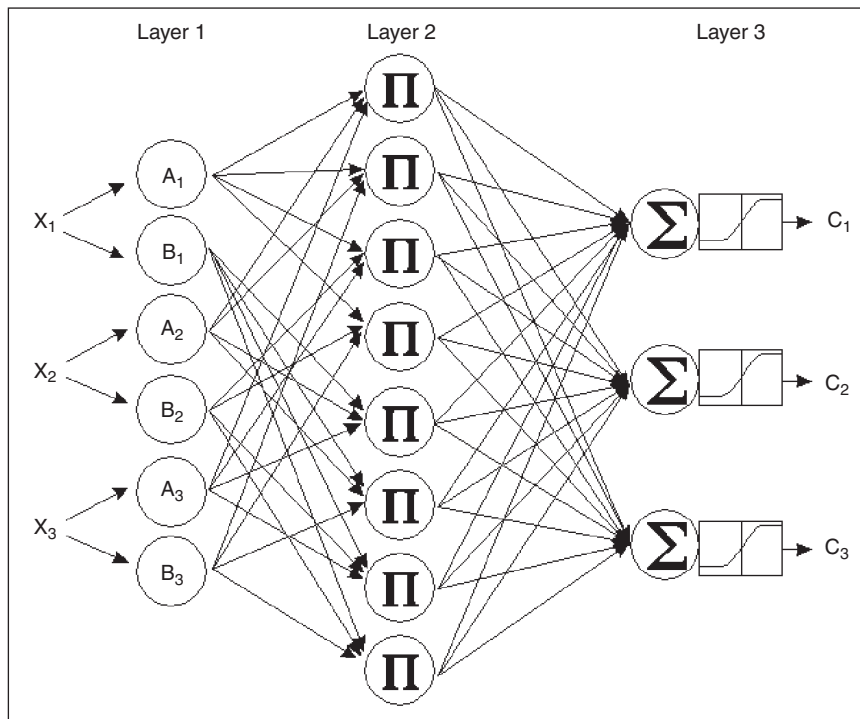 Layer 1 Layer 2 Layer 3
Π
Π
A₁
X₁ Σ C₁
B₁ Π
A₂ Π
X₂ Σ C₂
B₂ Π
A₃ Π
X₃ Σ C₃
B₃ Π
Π